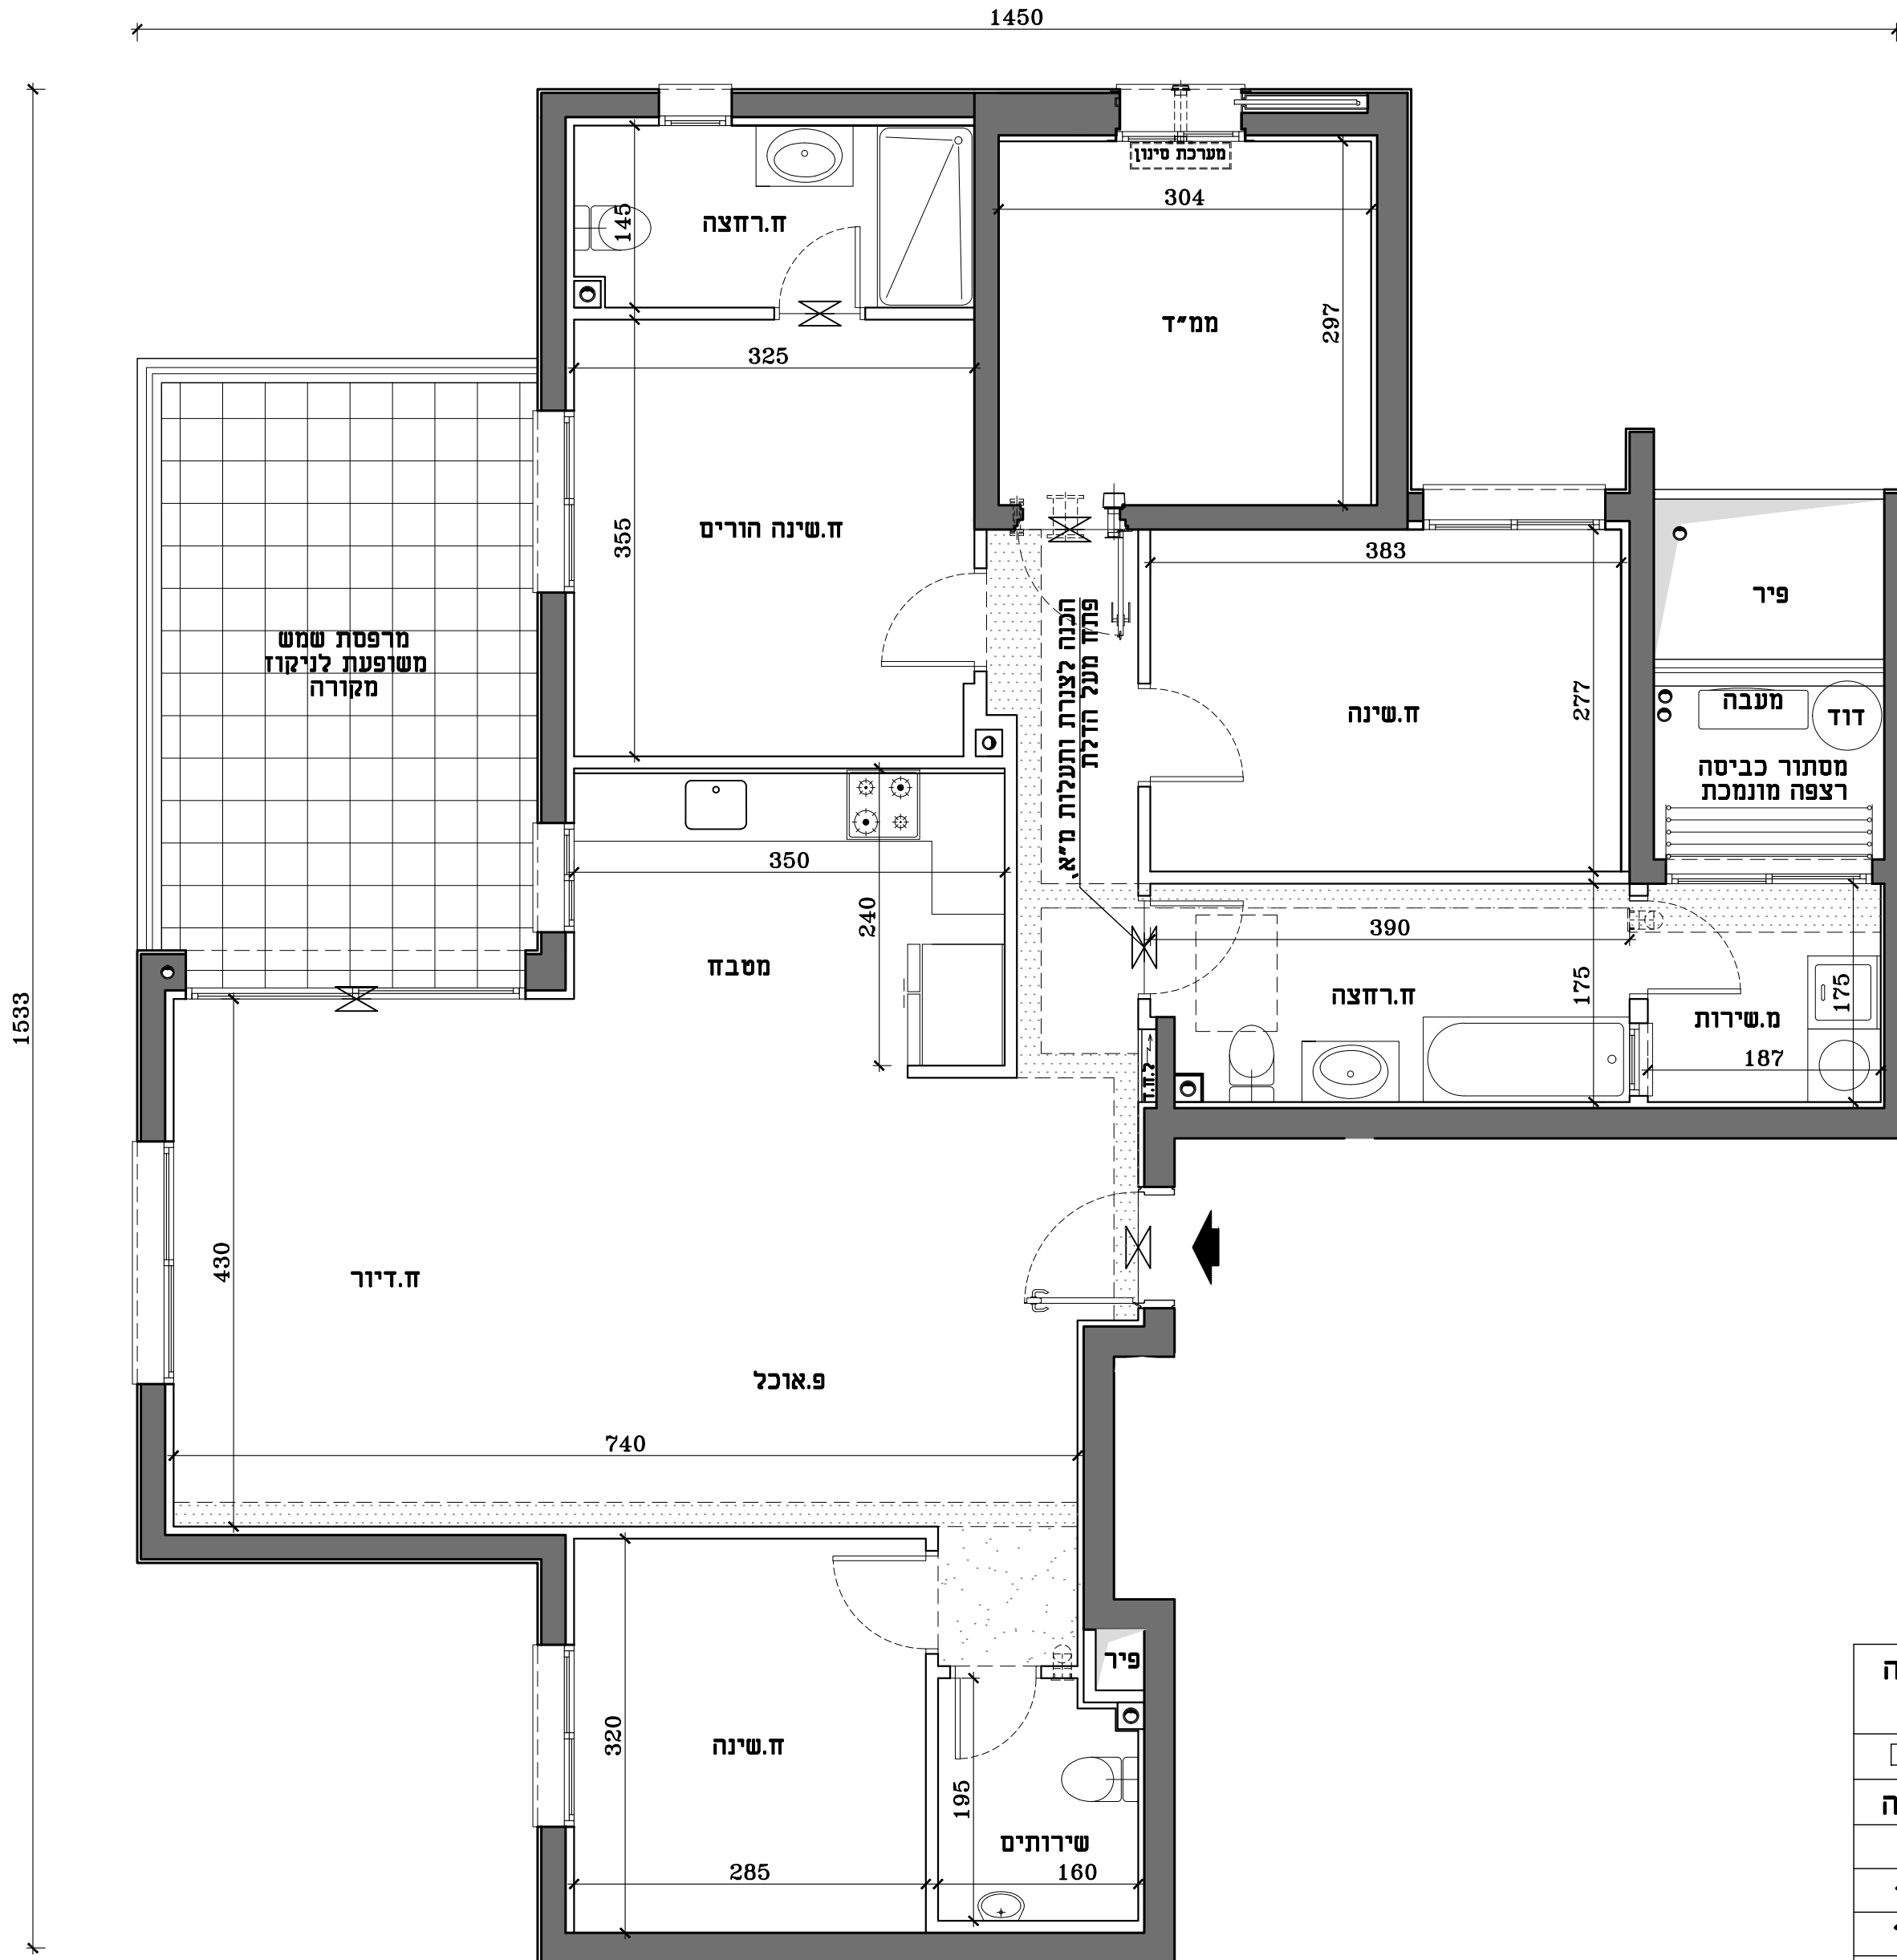 1450
1533
מערכת סינון
304
297
ממ״ד
145
ח.רחצה
325
355
ח.שינה הורים
מרפסת שמש
משופעת לניקוז
מקורה
הכנה לצנרת ותעלות מ״א,
פתח מעל הדלת
383
277
ח.שינה
פיר
מעבה
דוד
מסתור כביסה
רצפה מונמכת
350
240
מטבח
390
175
ח.רחצה
175
מ.שירות
187
ל.ח.ד
430
ח.דיור
פ.אוכל
740
פיר
320
ח.שינה
195
שירותים
285
160